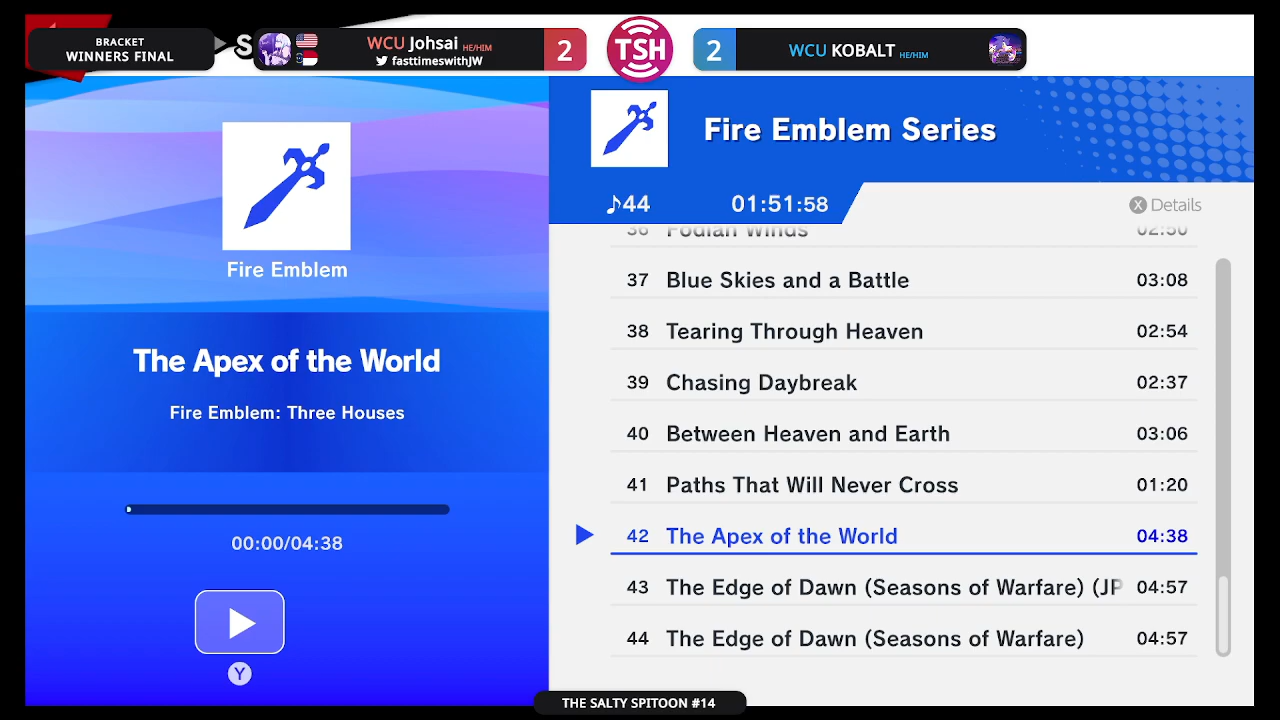 BRACKET
WINNERS FINAL
S
WCU Johsai HE/HIM
fasttimeswithJW
2
TSH
2
WCU KOBALT HE/HIM
Fire Emblem
The Apex of the World
Fire Emblem: Three Houses
00:00/04:38
Y
Fire Emblem Series
♪44 01:51:58
X Details
36 Fódlan Winds 02:50
37 Blue Skies and a Battle 03:08
38 Tearing Through Heaven 02:54
39 Chasing Daybreak 02:37
40 Between Heaven and Earth 03:06
41 Paths That Will Never Cross 01:20
42 The Apex of the World 04:38
43 The Edge of Dawn (Seasons of Warfare) (JP 04:57
44 The Edge of Dawn (Seasons of Warfare) 04:57
THE SALTY SPITOON #14